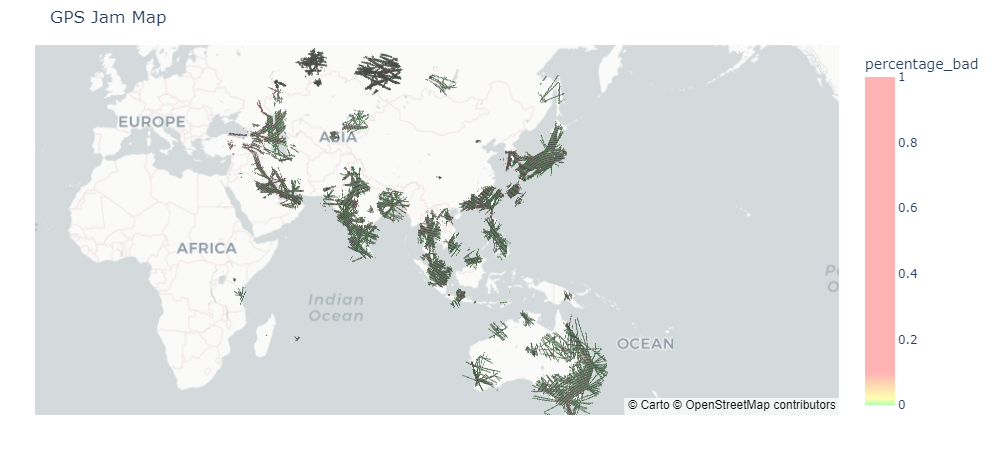 GPS Jam Map
percentage_bad
1
0.8
0.6
0.4
0.2
0
EUROPE
ASIA
AFRICA
Indian
Ocean
OCEAN
© Carto © OpenStreetMap contributors